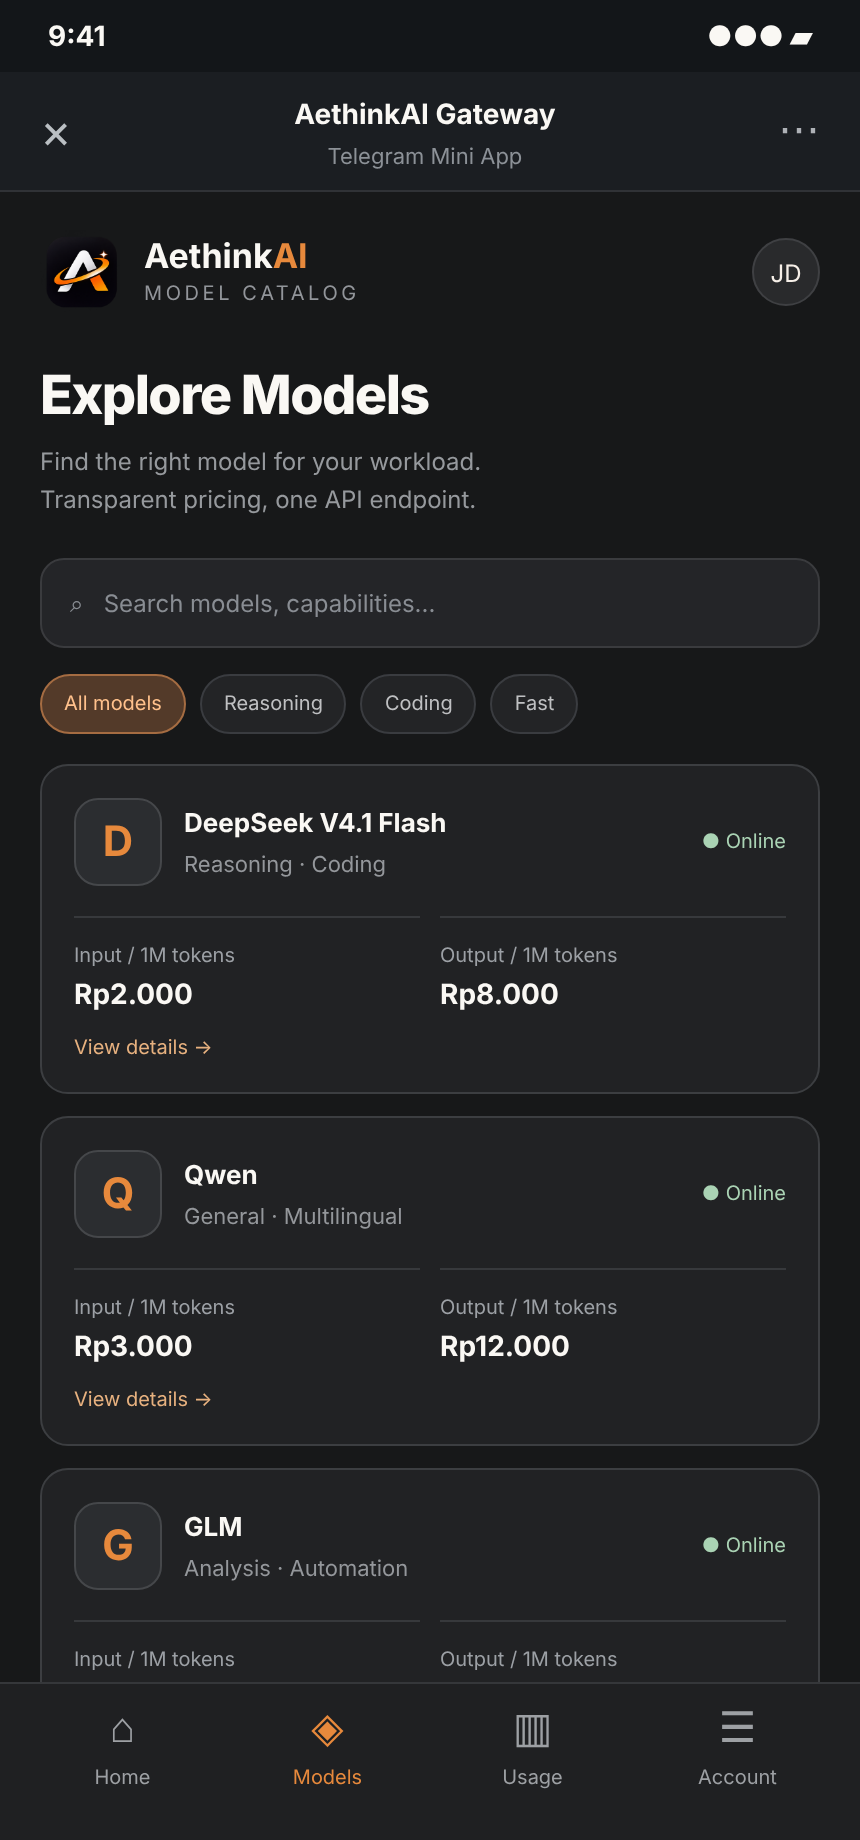 9:41
AethinkAI Gateway
Telegram Mini App
AethinkAI
MODEL CATALOG
JD
Explore Models
Find the right model for your workload.
Transparent pricing, one API endpoint.
Search models, capabilities...
All models
Reasoning
Coding
Fast
D
DeepSeek V4.1 Flash
Reasoning · Coding
Online
Input / 1M tokens
Output / 1M tokens
Rp2.000
Rp8.000
View details →
Q
Qwen
General · Multilingual
Online
Input / 1M tokens
Output / 1M tokens
Rp3.000
Rp12.000
View details →
G
GLM
Analysis · Automation
Online
Input / 1M tokens
Output / 1M tokens
Home
Models
Usage
Account